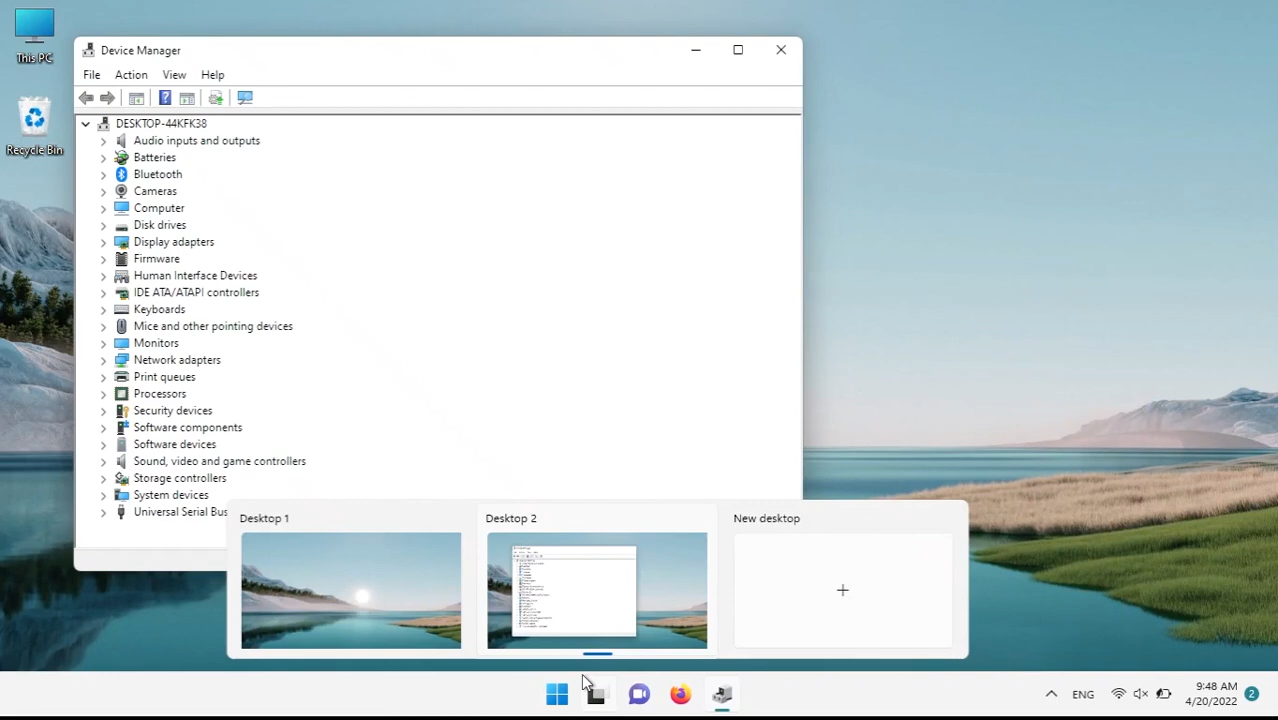 This PC
Recycle Bin
Device Manager
File Action View Help
DESKTOP-44KFK38
Audio inputs and outputs
Batteries
Bluetooth
Cameras
Computer
Disk drives
Display adapters
Firmware
Human Interface Devices
IDE ATA/ATAPI controllers
Keyboards
Mice and other pointing devices
Monitors
Network adapters
Print queues
Processors
Security devices
Software components
Software devices
Sound, video and game controllers
Storage controllers
System devices
Universal Serial Bus
Desktop 1
Desktop 2
New desktop
ENG
9:48 AM
4/20/2022
2